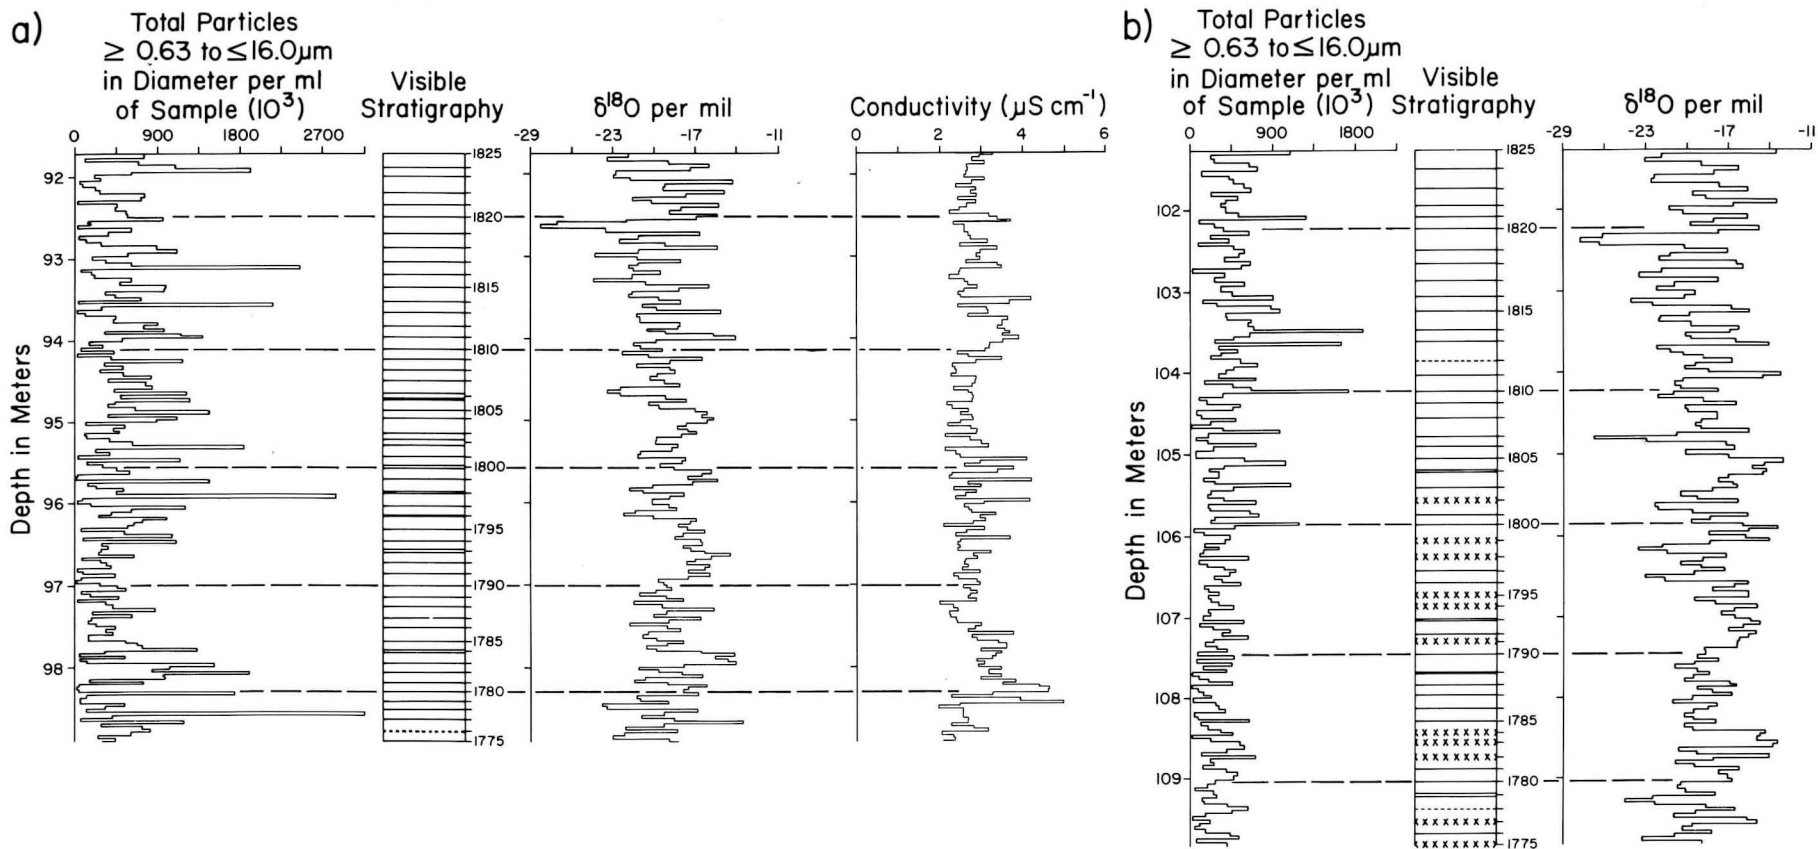 a)
Total Particles
≥ 0.63 to ≤ 16.0 μm
in Diameter per ml
of Sample (10³)
Visible
Stratigraphy
δ¹⁸O per mil
Conductivity (μS cm⁻¹)
0 900 1800 2700
-29 -23 -17 -11
0 2 4 6
Depth in Meters
92
93
94
95
96
97
98
1825
1820
1815
1810
1805
1800
1795
1790
1785
1780
1775
b)
Total Particles
≥ 0.63 to ≤ 16.0 μm
in Diameter per ml
of Sample (10³)
Visible
Stratigraphy
δ¹⁸O per mil
0 900 1800
-29 -23 -17 -11
Depth in Meters
102
103
104
105
106
107
108
109
1825
1820
1815
1810
1805
1800
1795
1790
1785
1780
1775